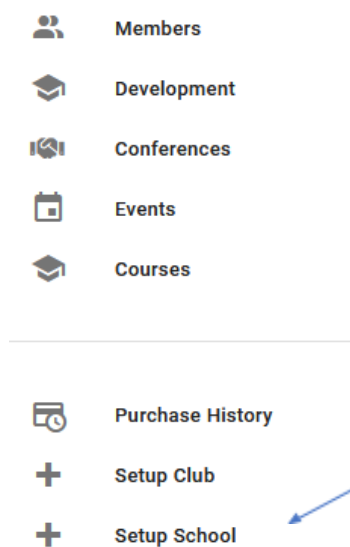 Members
Development
Conferences
Events
Courses
Purchase History
Setup Club
Setup School